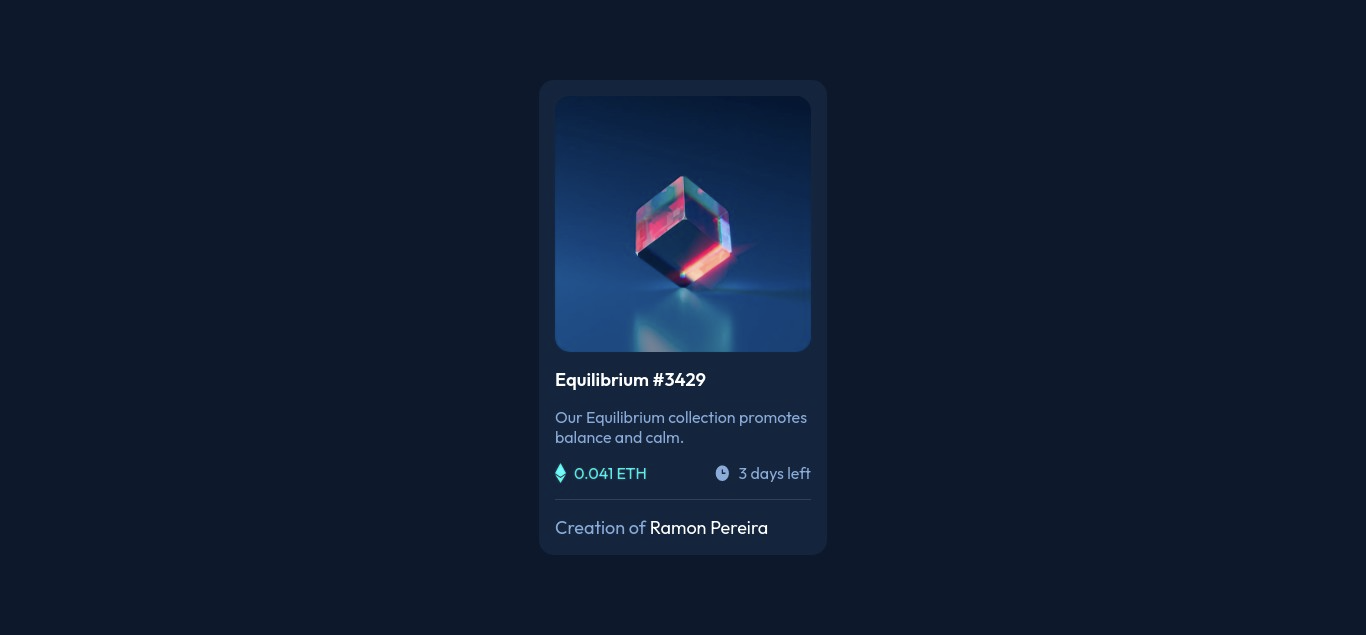 Equilibrium #3429
Our Equilibrium collection promotes
balance and calm.
0.041 ETH
3 days left
Creation of Ramon Pereira